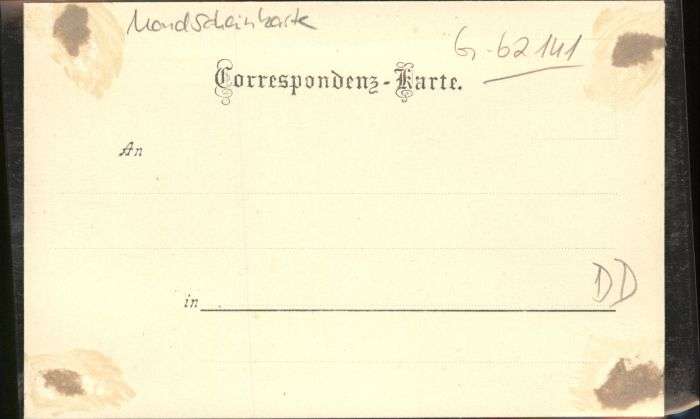 Mondscheinkarte
G-62141
Correspondenz-Karte.
An
DD
in